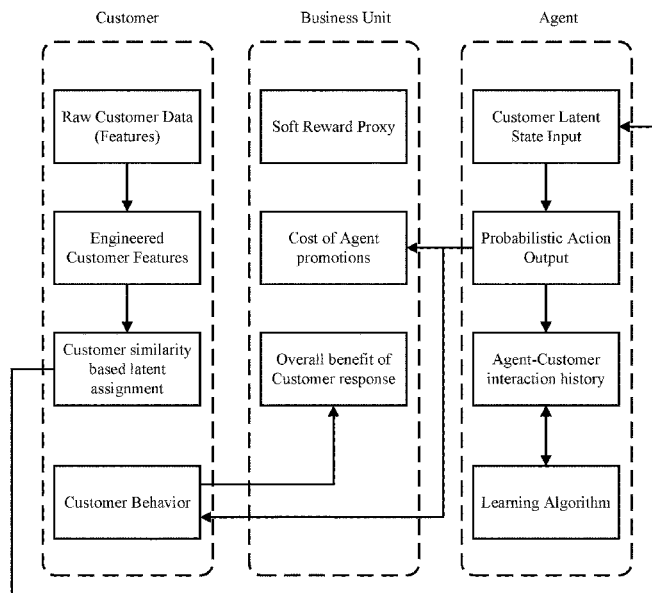 Customer
Business Unit
Agent
Raw Customer Data
(Features)
Soft Reward Proxy
Customer Latent
State Input
Engineered
Customer Features
Cost of Agent
promotions
Probabilistic Action
Output
Customer similarity
based latent
assignment
Overall benefit of
Customer response
Agent-Customer
interaction history
Customer Behavior
Learning Algorithm